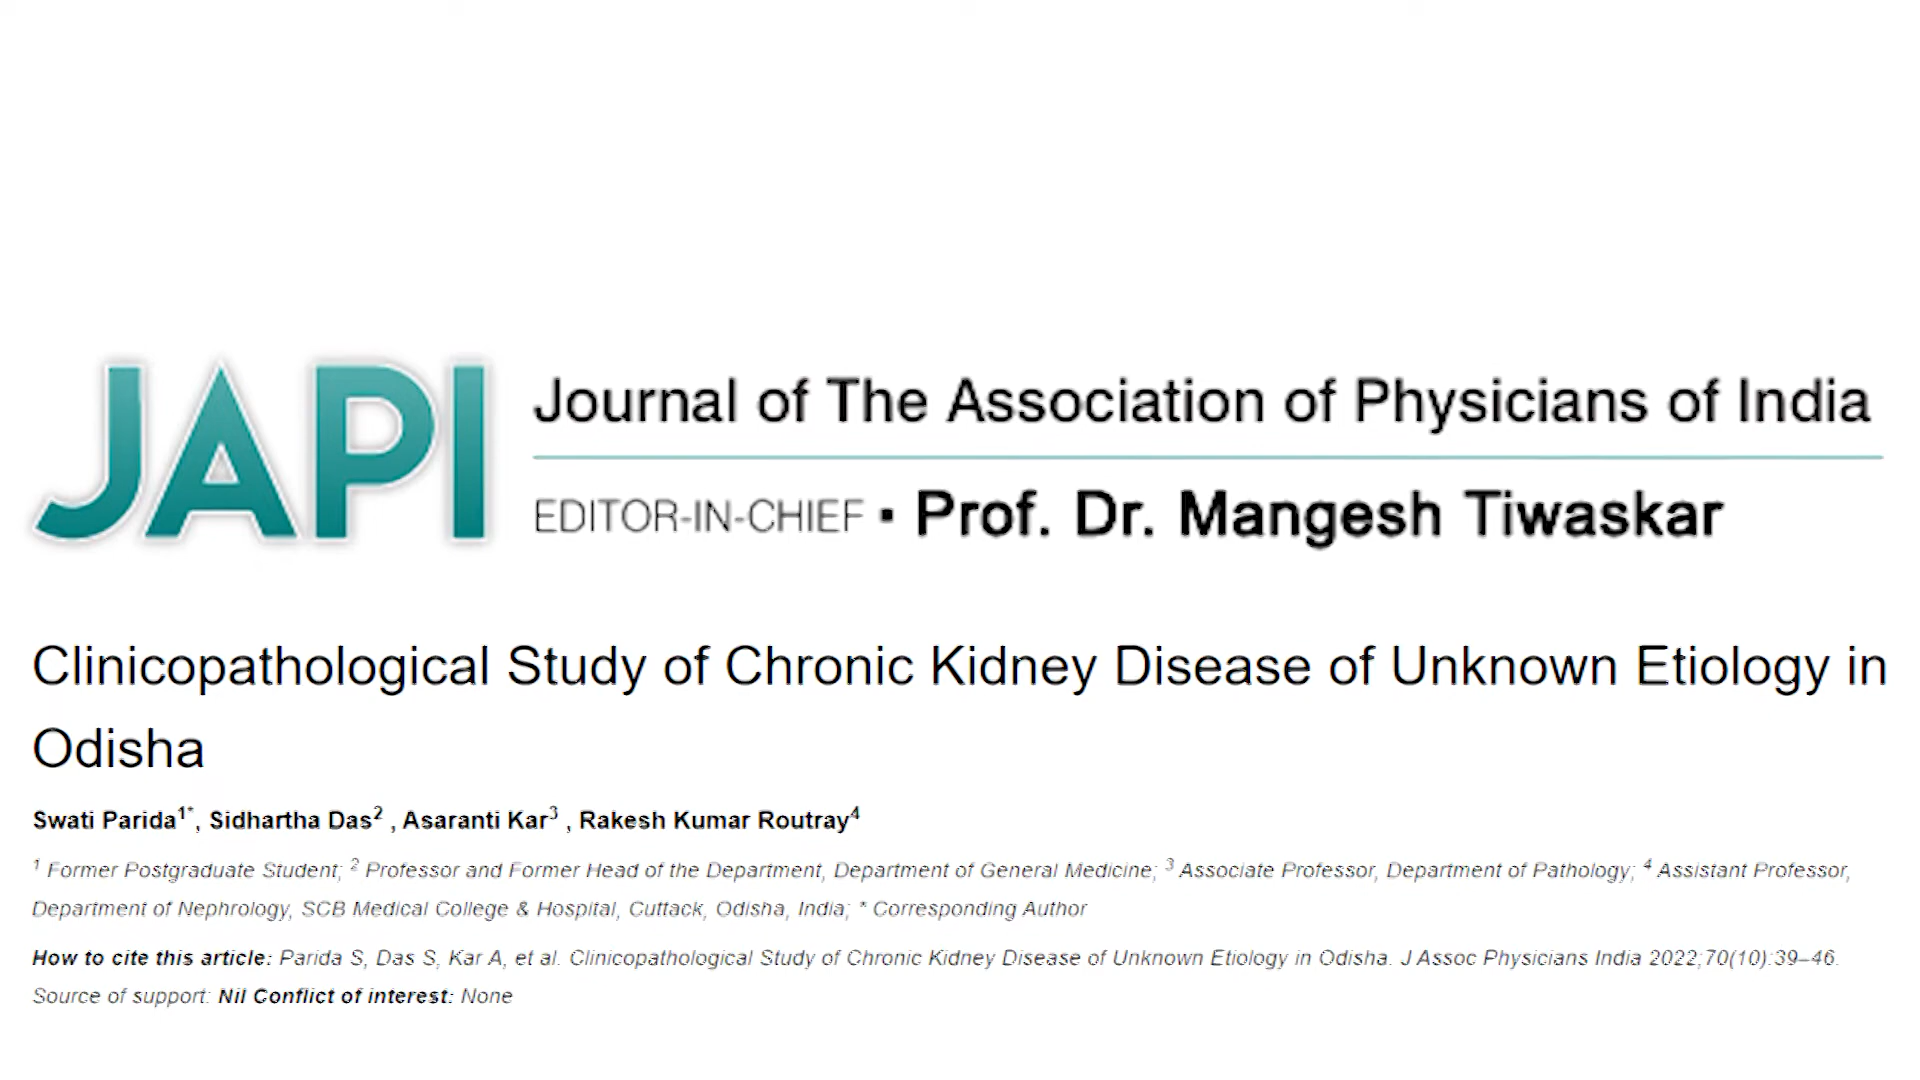 JAPI
Journal of The Association of Physicians of India
EDITOR-IN-CHIEF ▪ Prof. Dr. Mangesh Tiwaskar
Clinicopathological Study of Chronic Kidney Disease of Unknown Etiology in
Odisha
Swati Parida1*, Sidhartha Das2 , Asaranti Kar3 , Rakesh Kumar Routray4
1 Former Postgraduate Student; 2 Professor and Former Head of the Department, Department of General Medicine; 3 Associate Professor, Department of Pathology; 4 Assistant Professor,
Department of Nephrology, SCB Medical College & Hospital, Cuttack, Odisha, India; * Corresponding Author
How to cite this article: Parida S, Das S, Kar A, et al. Clinicopathological Study of Chronic Kidney Disease of Unknown Etiology in Odisha. J Assoc Physicians India 2022;70(10):39–46.
Source of support: Nil Conflict of interest: None